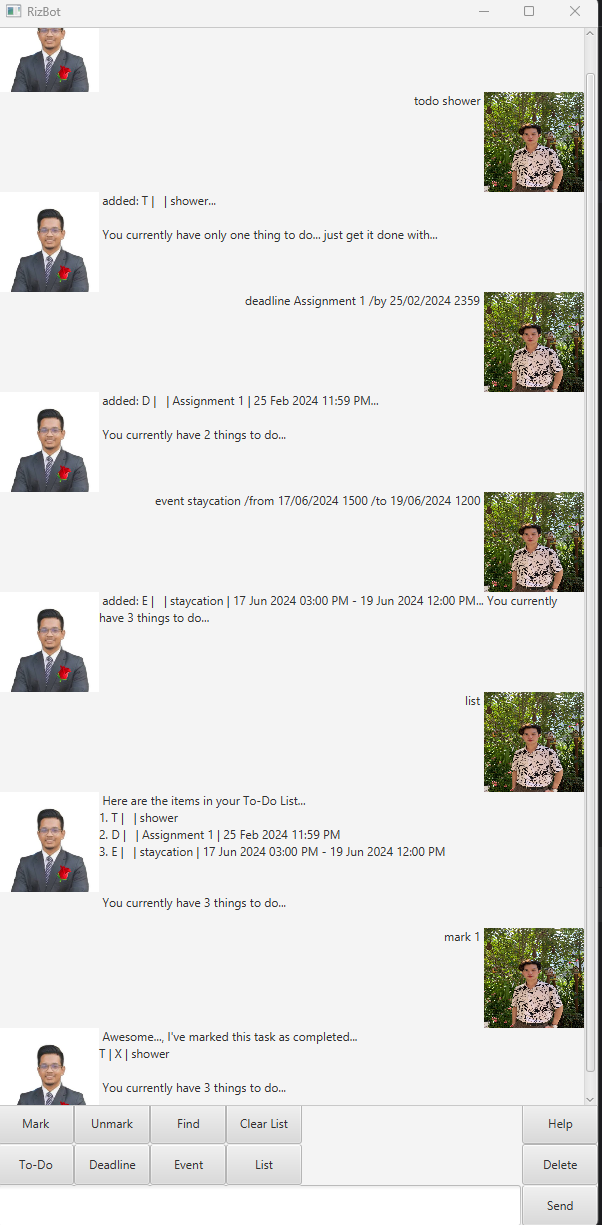 RizBot
todo shower
added: T |   | shower...
You currently have only one thing to do... just get it done with...
deadline Assignment 1 /by 25/02/2024 2359
added: D |   | Assignment 1 | 25 Feb 2024 11:59 PM...
You currently have 2 things to do...
event staycation /from 17/06/2024 1500 /to 19/06/2024 1200
added: E |   | staycation | 17 Jun 2024 03:00 PM - 19 Jun 2024 12:00 PM... You currently
have 3 things to do...
list
Here are the items in your To-Do List...
1. T |   | shower
2. D |   | Assignment 1 | 25 Feb 2024 11:59 PM
3. E |   | staycation | 17 Jun 2024 03:00 PM - 19 Jun 2024 12:00 PM
You currently have 3 things to do...
mark 1
Awesome..., I've marked this task as completed...
T | X | shower
You currently have 3 things to do...
Mark Unmark Find Clear List Help
To-Do Deadline Event List Delete
Send